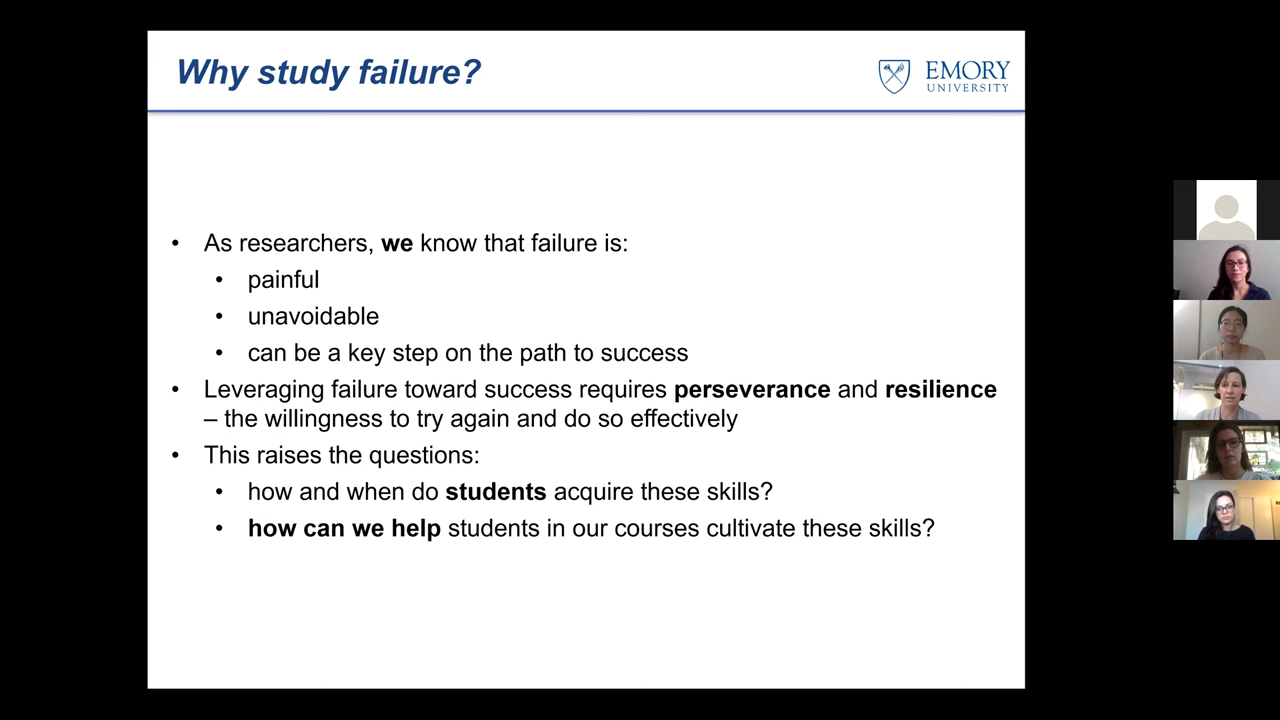 Why study failure?
EMORY
UNIVERSITY
• As researchers, we know that failure is:
• painful
• unavoidable
• can be a key step on the path to success
• Leveraging failure toward success requires perseverance and resilience
– the willingness to try again and do so effectively
• This raises the questions:
• how and when do students acquire these skills?
• how can we help students in our courses cultivate these skills?